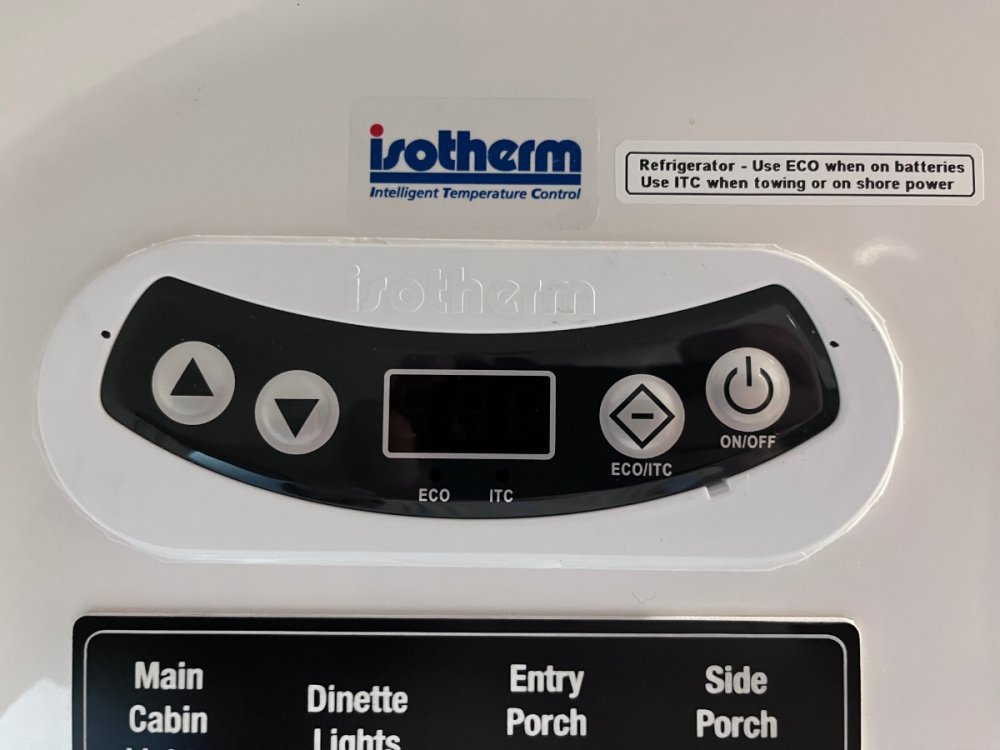 isotherm
Intelligent Temperature Control
Refrigerator - Use ECO when on batteries
Use ITC when towing or on shore power
isotherm
ON/OFF
ECO/ITC
ECO ITC
Main
Cabin
Dinette
Lights
Entry
Porch
Side
Porch